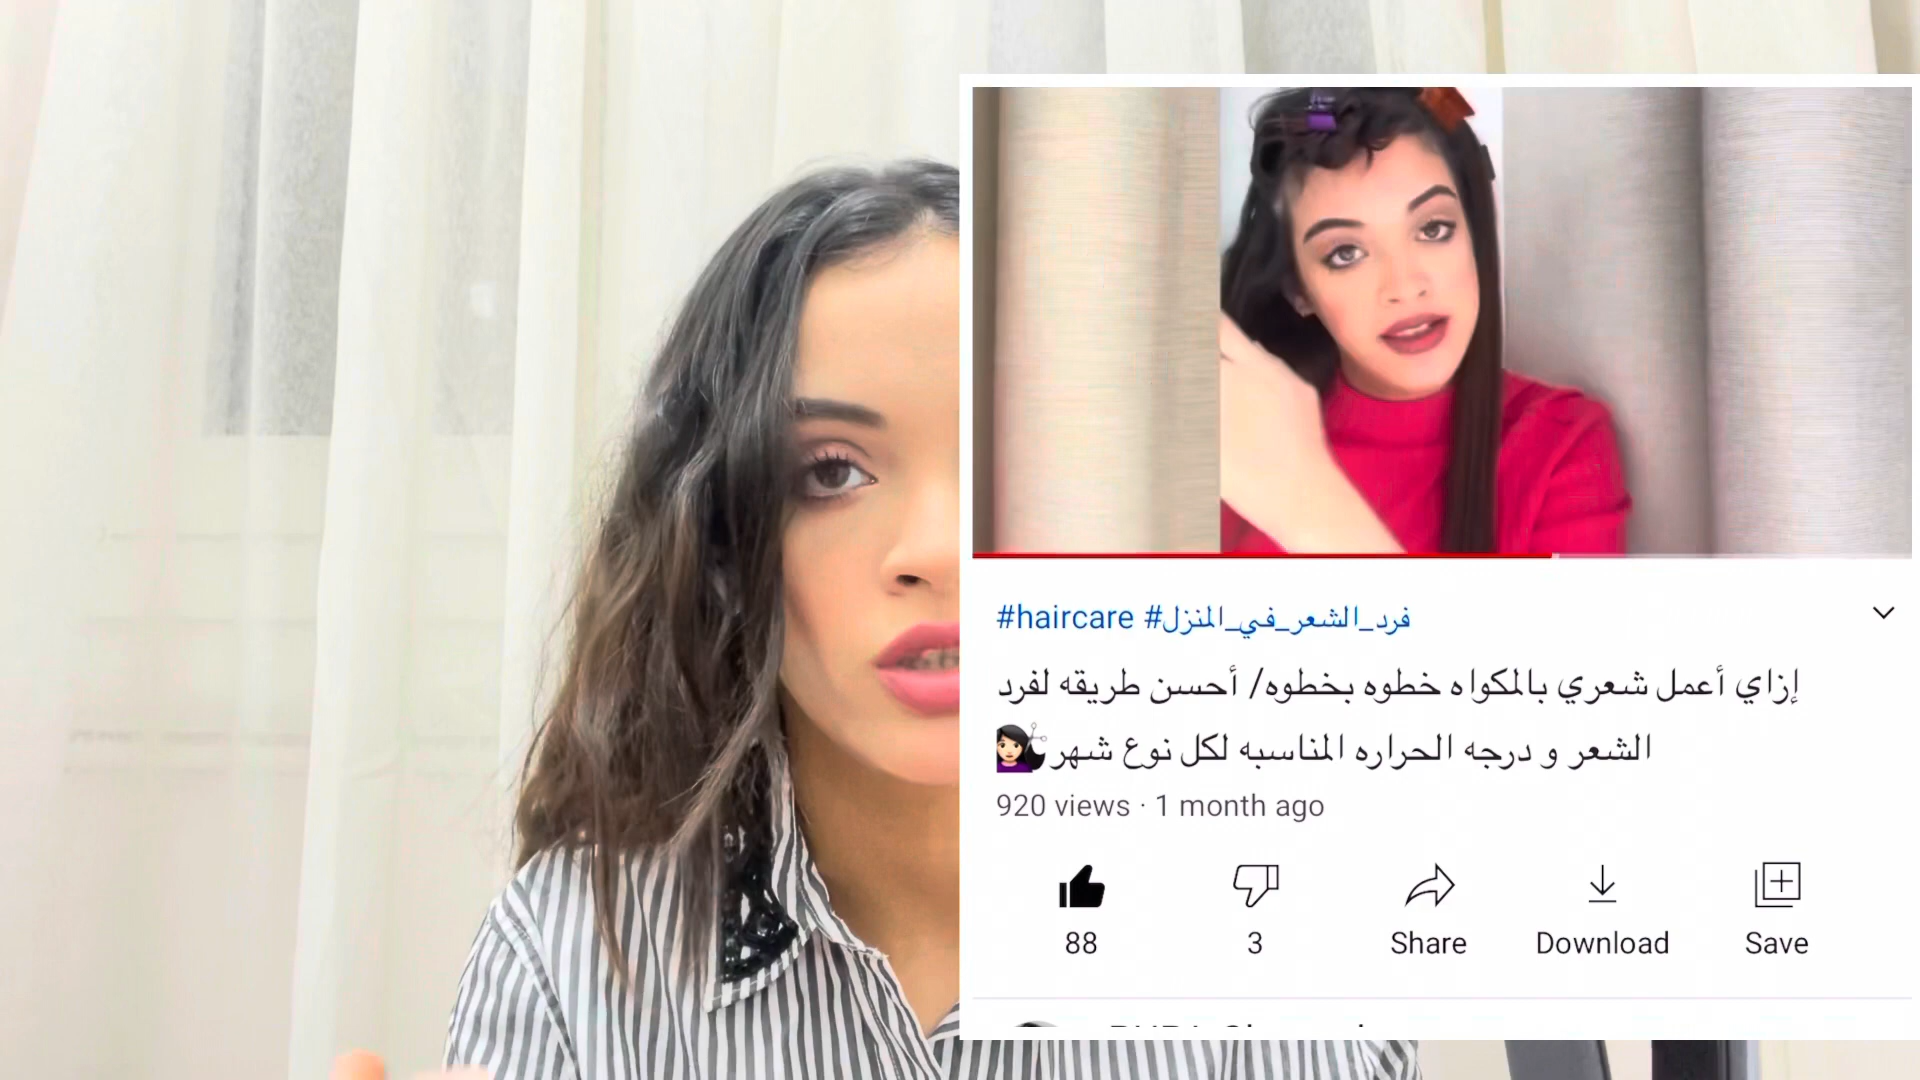 #haircare #فرد_الشعر_في_المنزل
إزاي أعمل شعري بالمكواه خطوه بخطوه/ أحسن طريقه لفرد
الشعر و درجه الحراره المناسبه لكل نوع شهر
920 views · 1 month ago
88
3
Share
Download
Save